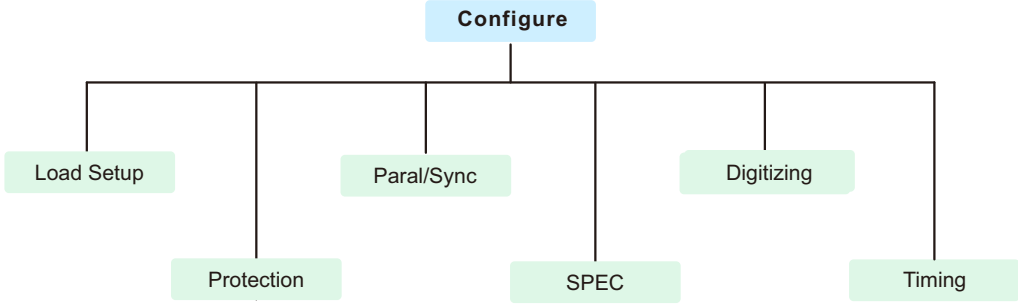 Configure
Load Setup
Paral/Sync
Digitizing
Protection
SPEC
Timing